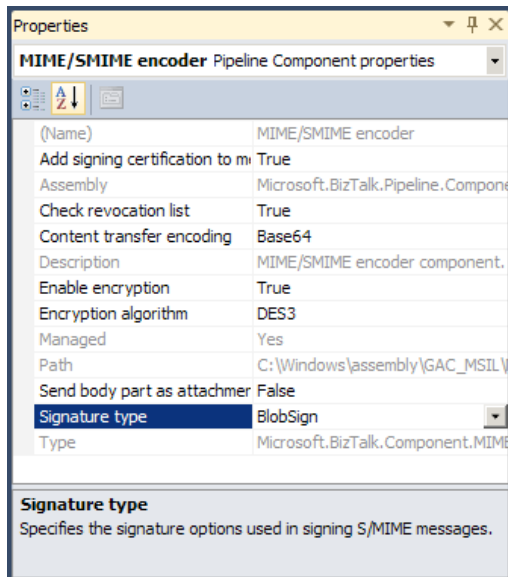 Properties
MIME/SMIME encoder Pipeline Component properties
(Name) MIME/SMIME encoder
Add signing certification to m True
Assembly Microsoft.BizTalk.Pipeline.Compone
Check revocation list True
Content transfer encoding Base64
Description MIME/SMIME encoder component.
Enable encryption True
Encryption algorithm DES3
Managed Yes
Path C:\Windows\assembly\GAC_MSIL\
Send body part as attachmer False
Signature type BlobSign
Type Microsoft.BizTalk.Component.MIME
Signature type
Specifies the signature options used in signing S/MIME messages.